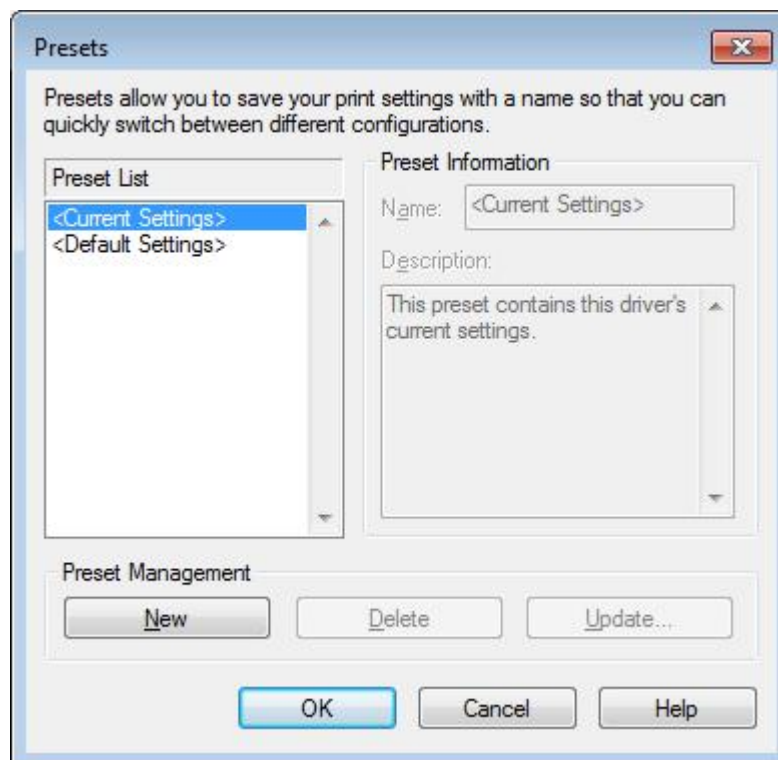 Presets
Presets allow you to save your print settings with a name so that you can
quickly switch between different configurations.
Preset List
<Current Settings>
<Default Settings>
Preset Information
Name: <Current Settings>
Description:
This preset contains this driver's
current settings.
Preset Management
New Delete Update...
OK Cancel Help